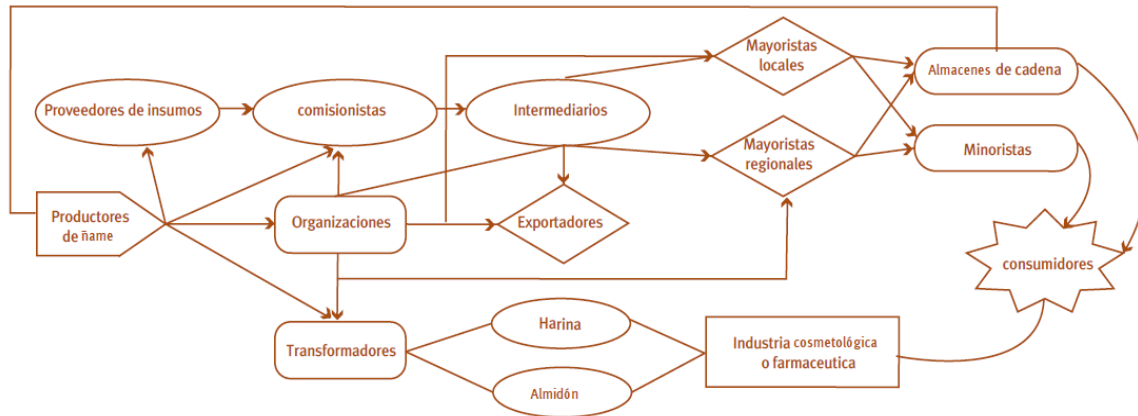 Mayoristas
locales
Almacenes de cadena
Proveedores de insumos
comisionistas
Intermediarios
Mayoristas
regionales
Minoristas
Productores
de ñame
Organizaciones
Exportadores
consumidores
Harina
Transformadores
Industria cosmetológica
o farmaceutica
Almidón